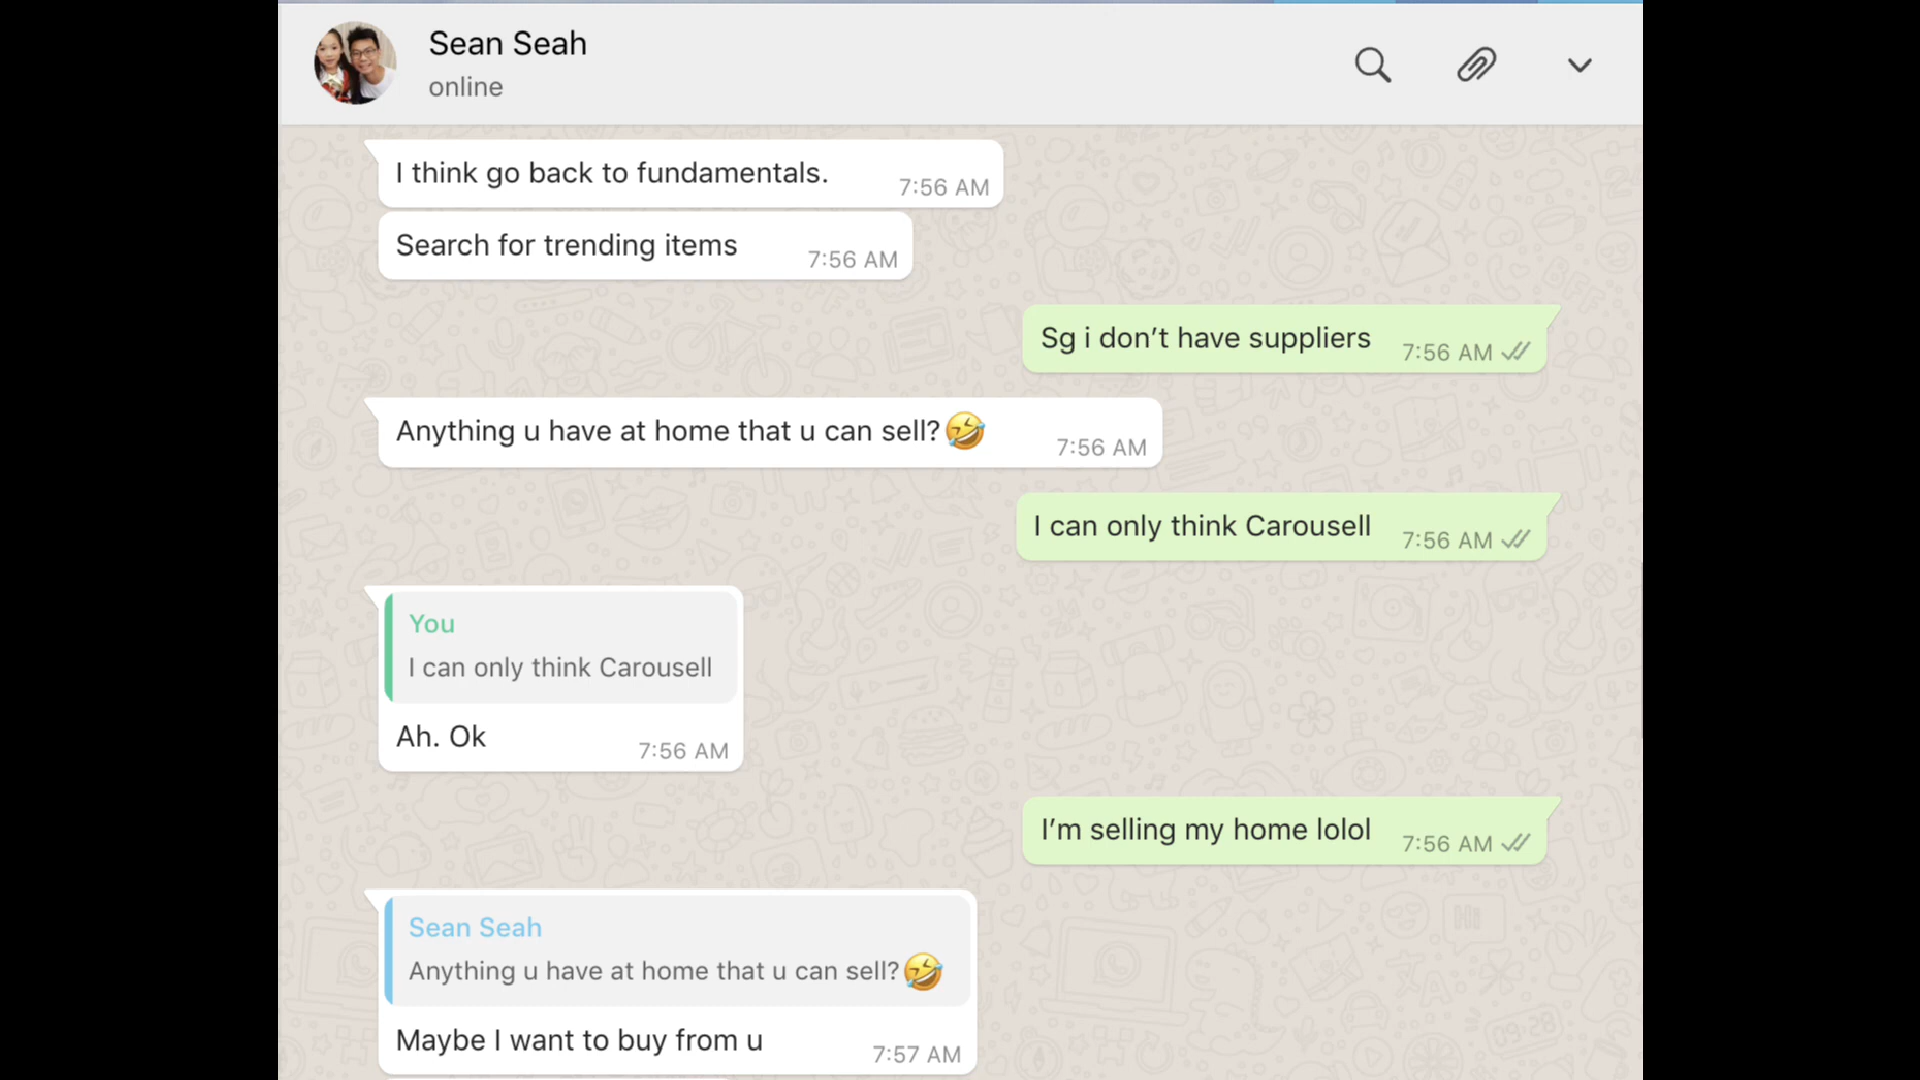 Sean Seah
online
I think go back to fundamentals.
7:56 AM
Search for trending items
7:56 AM
Sg i don’t have suppliers
7:56 AM
Anything u have at home that u can sell?🤣
7:56 AM
I can only think Carousell
7:56 AM
You
I can only think Carousell
Ah. Ok
7:56 AM
I’m selling my home lolol
7:56 AM
Sean Seah
Anything u have at home that u can sell?🤣
Maybe I want to buy from u
7:57 AM